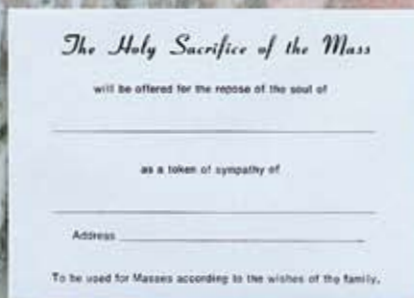 The Holy Sacrifice of the Mass
will be offered for the repose of the soul of
as a token of sympathy of
Address
To be used for Masses according to the wishes of the family.